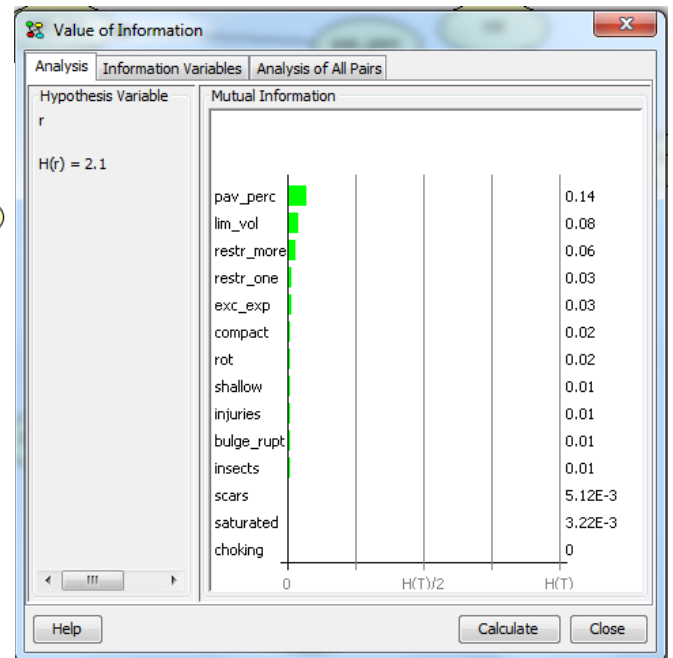 Value of Information
Analysis Information Variables Analysis of All Pairs
Hypothesis Variable
r
H(r) = 2.1
Mutual Information
pav_perc 0.14
lim_vol 0.08
restr_more 0.06
restr_one 0.03
exc_exp 0.03
compact 0.02
rot 0.02
shallow 0.01
injuries 0.01
bulge_rupt 0.01
insects 0.01
scars 5.12E-3
saturated 3.22E-3
choking 0
0 H(T)/2 H(T)
Help Calculate Close